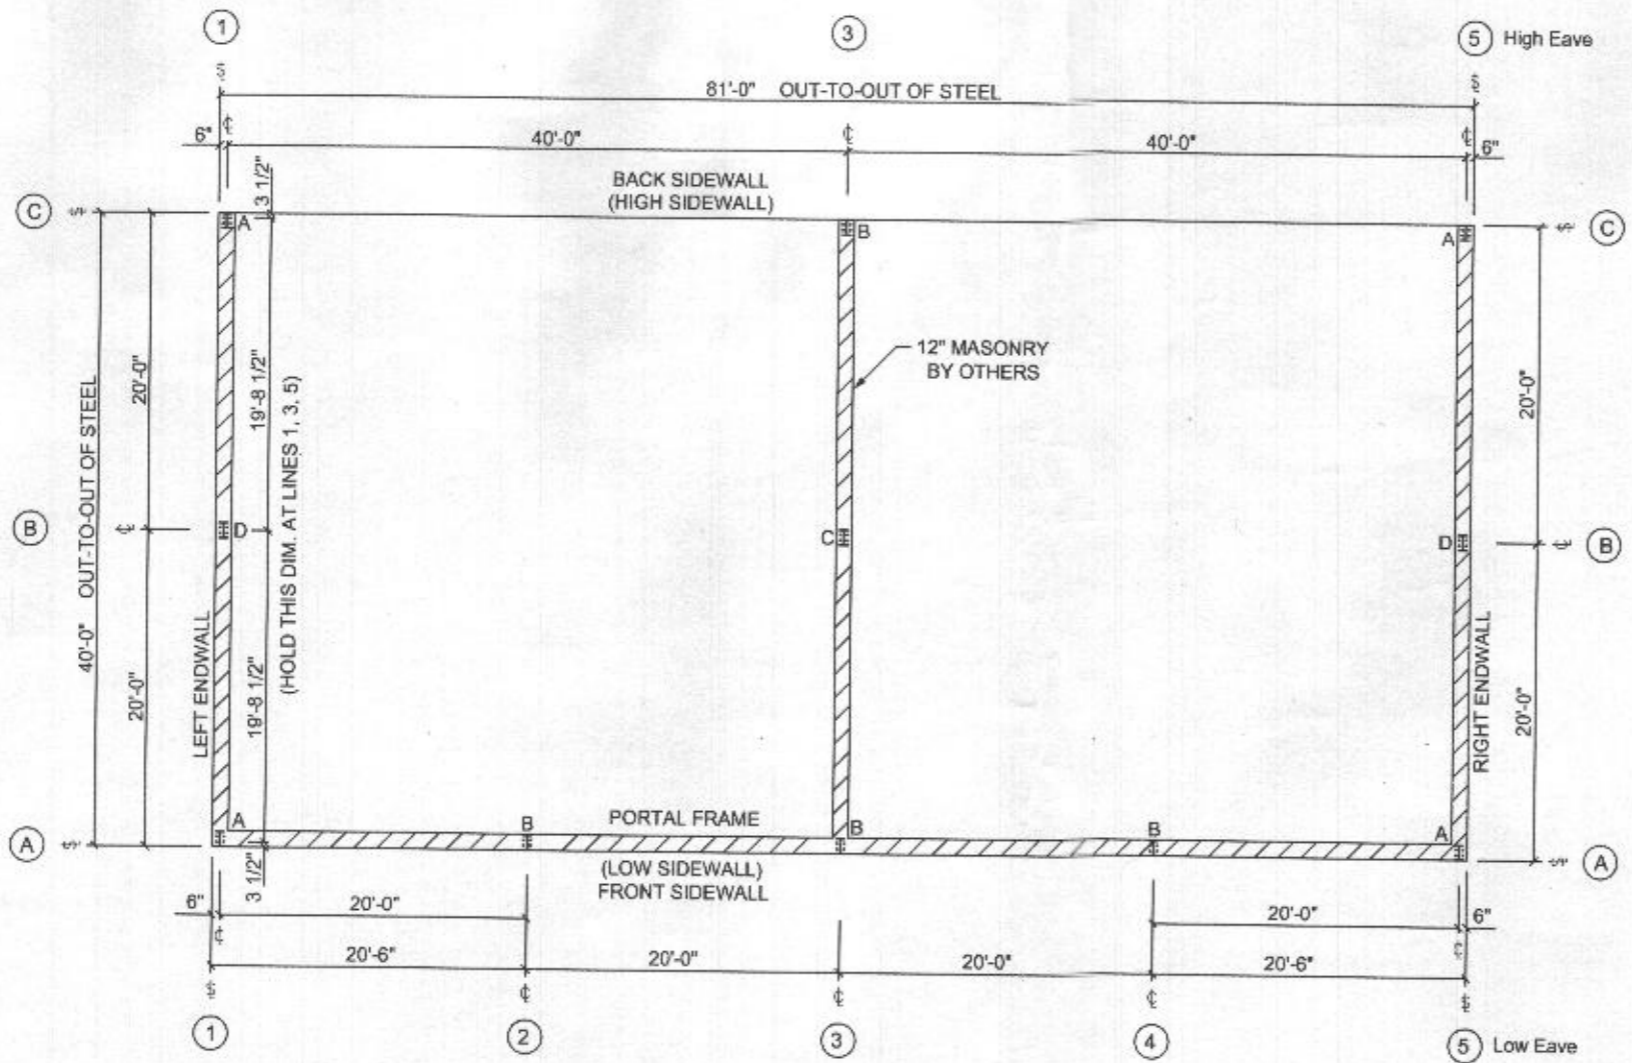 1
3
5 High Eave
81'-0" OUT-TO-OUT OF STEEL
6"
40'-0"
40'-0"
6"
3 1/2"
BACK SIDEWALL
(HIGH SIDEWALL)
C
C
A
B
A
12" MASONRY
BY OTHERS
40'-0" OUT-TO-OUT OF STEEL
20'-0"
19'-8 1/2"
(HOLD THIS DIM. AT LINES 1, 3, 5)
20'-0"
B
D
C
D
B
20'-0"
LEFT ENDWALL
19'-8 1/2"
RIGHT ENDWALL
20'-0"
A
A
B
PORTAL FRAME
B
B
A
A
3 1/2"
(LOW SIDEWALL)
FRONT SIDEWALL
6"
20'-0"
20'-0"
6"
20'-6"
20'-0"
20'-0"
20'-6"
1
2
3
4
5 Low Eave